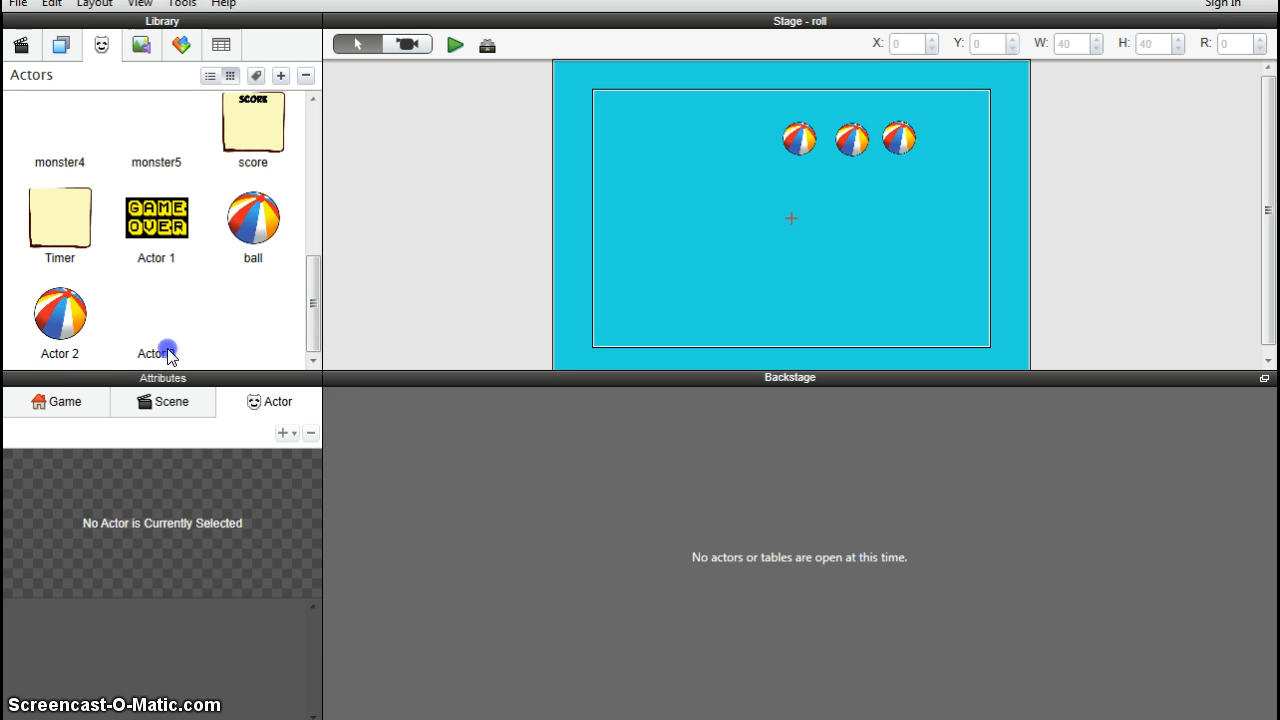 File Edit Layout View Tools Help Sign In
Library
Stage - roll
X: 0 Y: 0 W: 40 H: 40 R: 0
Actors
SCORE
monster4 monster5 score
GAME
OVER
Timer Actor 1 ball
Actor 2 Actor
Attributes
Backstage
Game Scene Actor
No Actor is Currently Selected
No actors or tables are open at this time.
Screencast-O-Matic.com